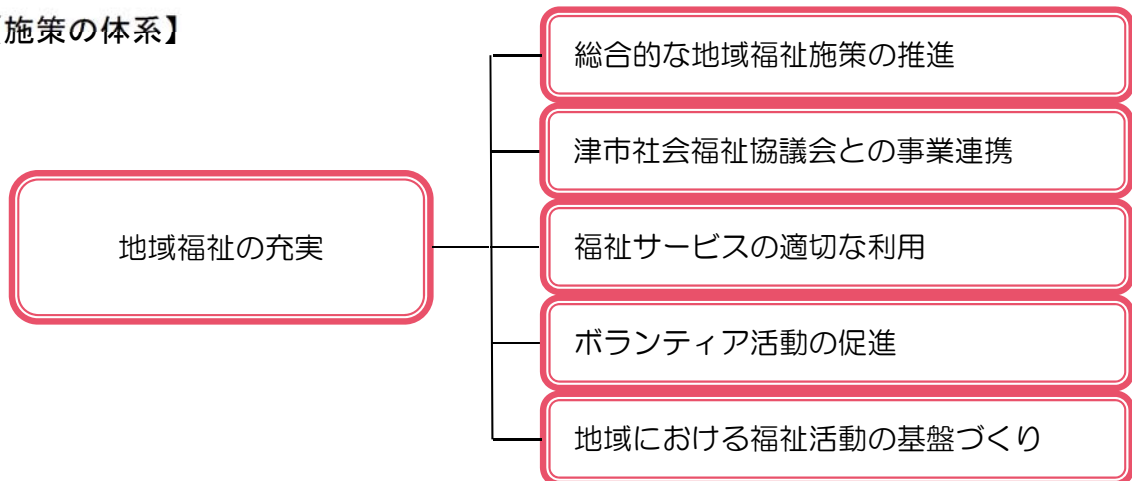 【施策の体系】
総合的な地域福祉施策の推進
津市社会福祉協議会との事業連携
地域福祉の充実
福祉サービスの適切な利用
ボランティア活動の促進
地域における福祉活動の基盤づくり